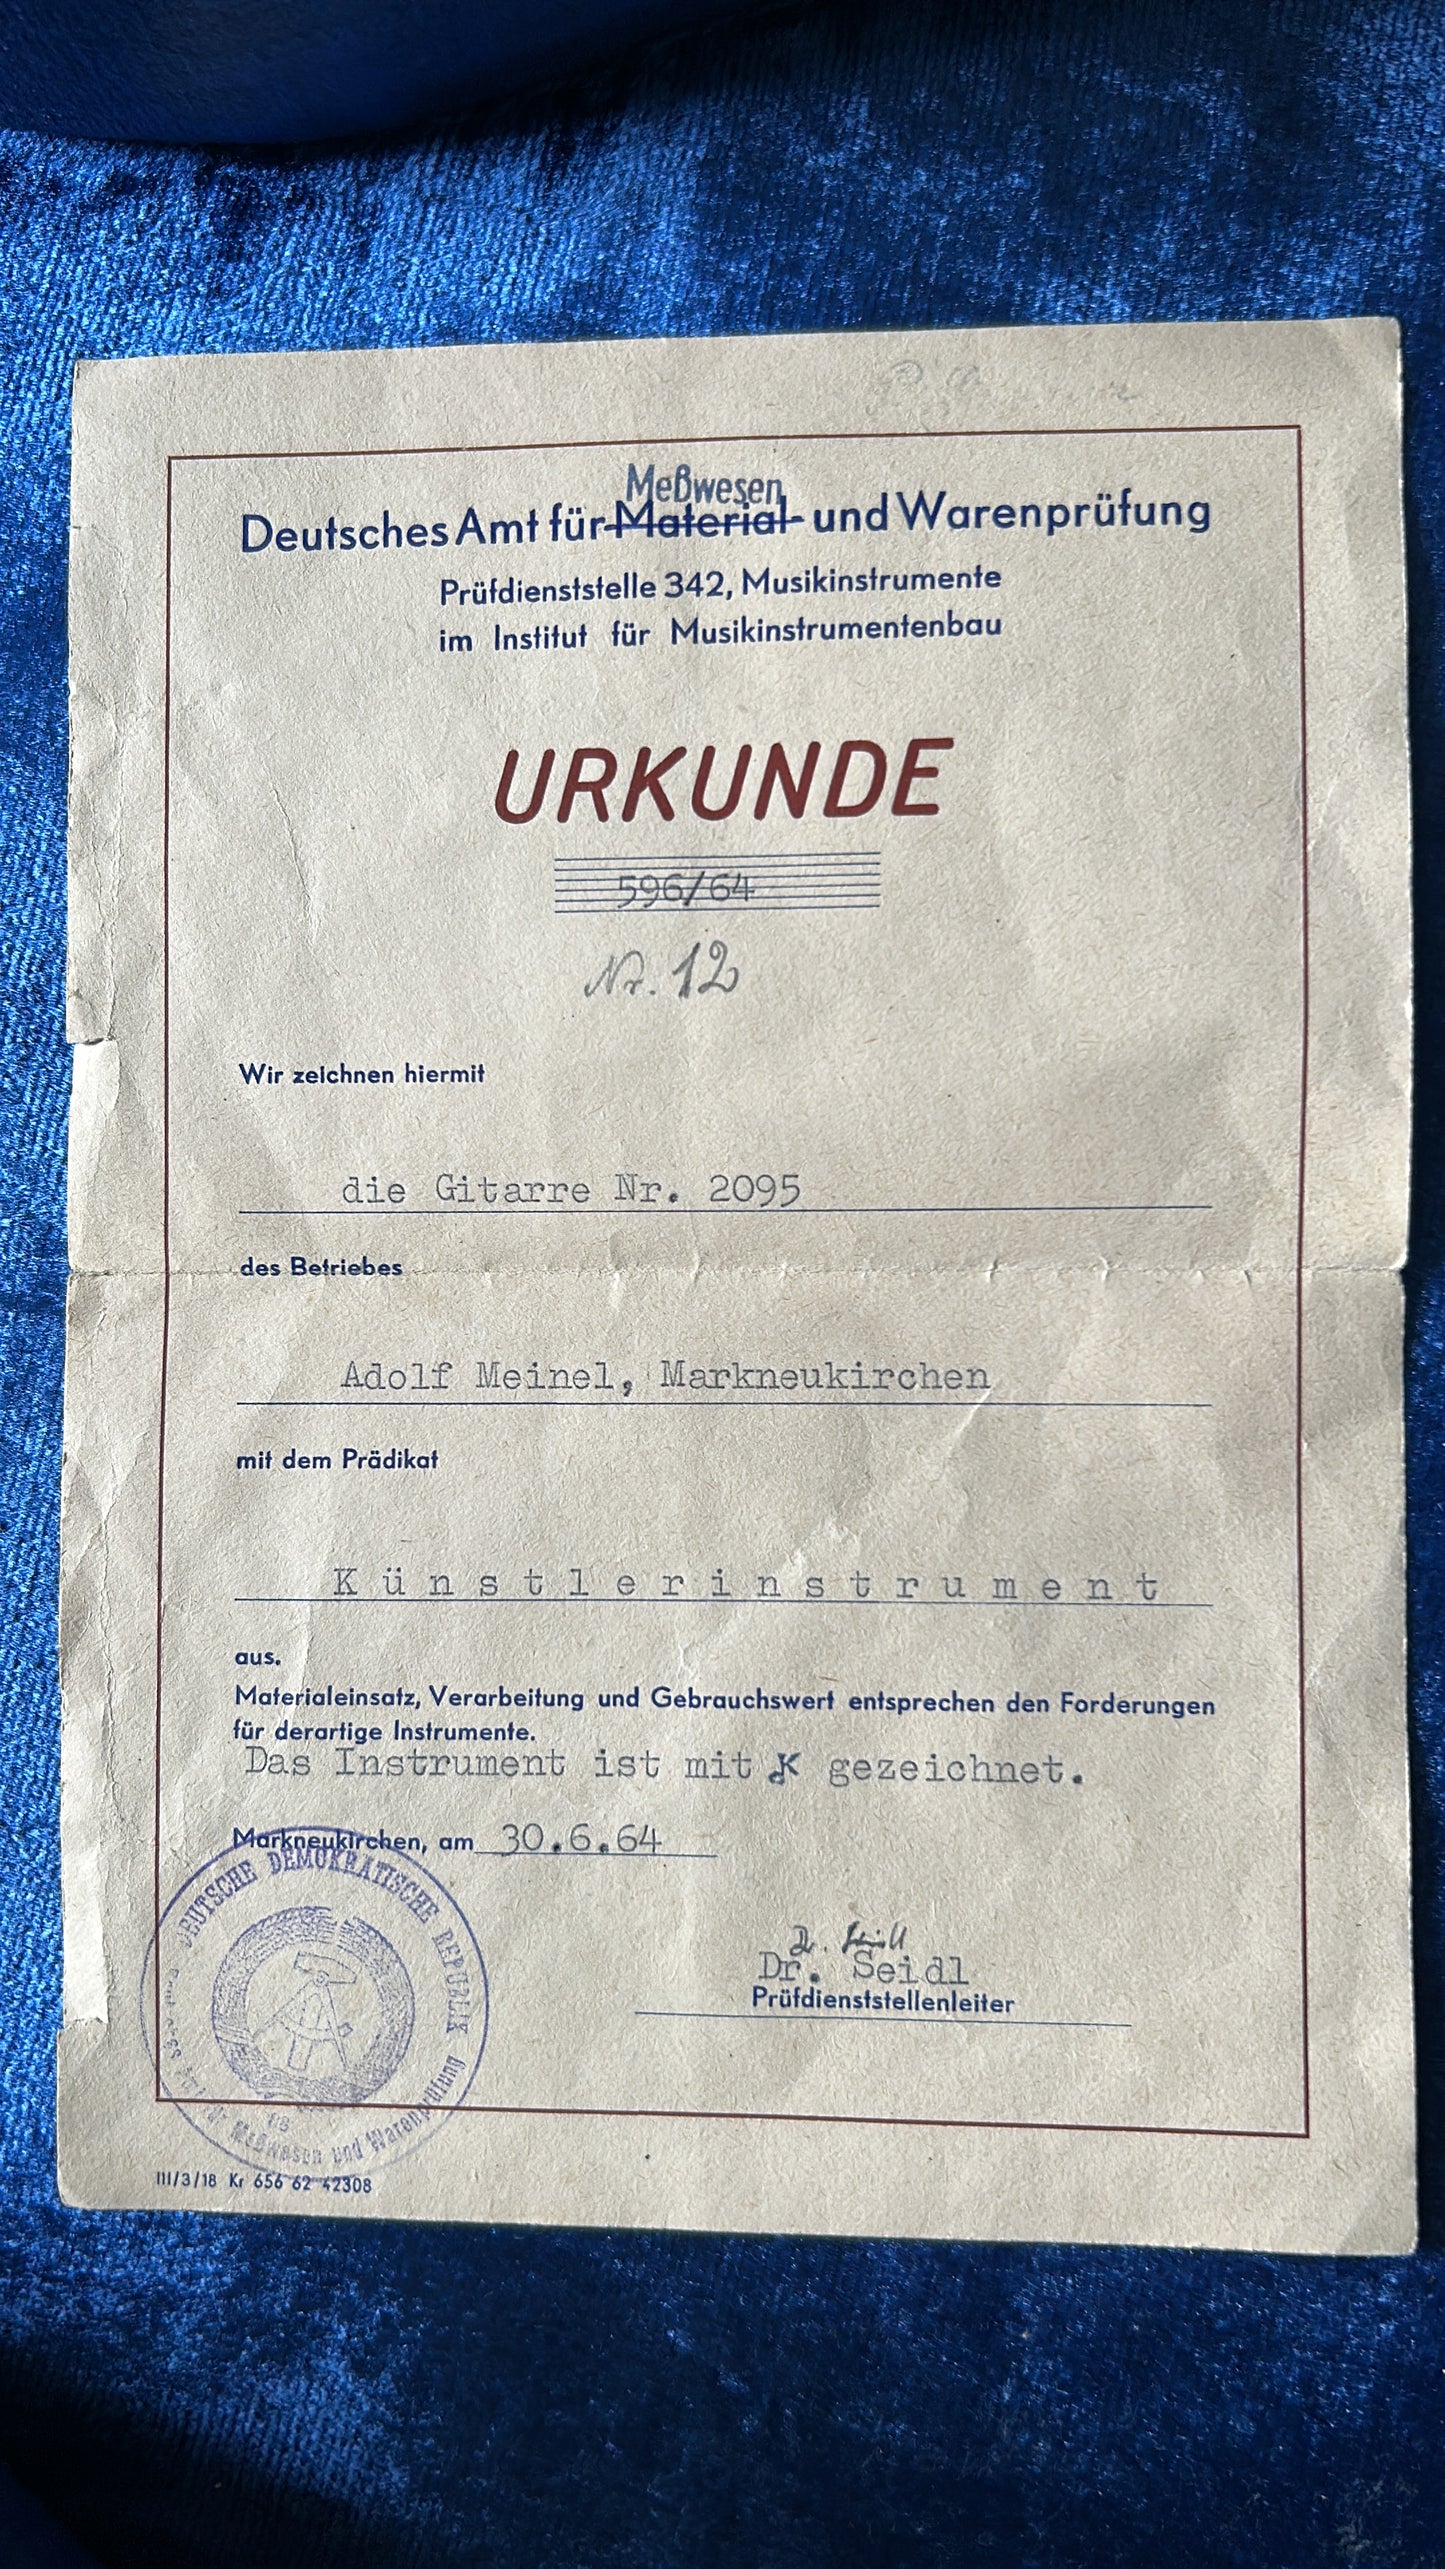 Meßwesen
Deutsches Amt für Material- und Warenprüfung
Prüfdienststelle 342, Musikinstrumente
im Institut für Musikinstrumentenbau
URKUNDE
596/64
Nr. 12
Wir zeichnen hiermit
die Gitarre Nr. 2095
des Betriebes
Adolf Meinel, Markneukirchen
mit dem Prädikat
Künstlerinstrument
aus.
Materialeinsatz, Verarbeitung und Gebrauchswert entsprechen den Forderungen
für derartige Instrumente.
Das Instrument ist mit K gezeichnet.
Markneukirchen, am 30.6.64
DEUTSCHE DEMOKRATISCHE REPUBLIK
Meßwesen und Warenprüfung
Dr. Seidl
Prüfdienststellenleiter
III/3/18 Kr 656 62 42308